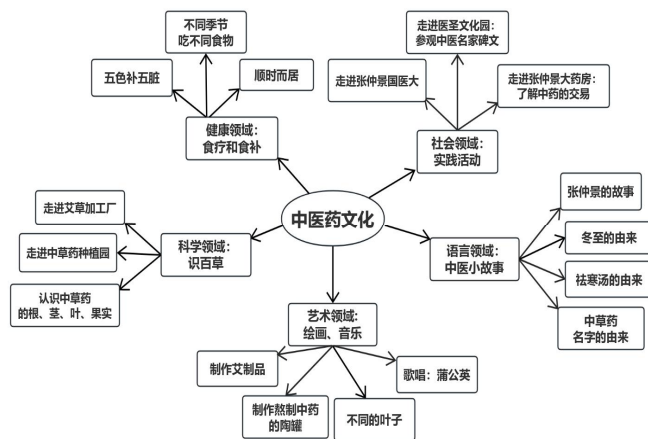 不同季节
吃不同食物
五色补五脏
顺时而居
健康领域：
食疗和食补
走进医圣文化园：
参观中医名家碑文
走进张仲景国医大
走进张仲景大药房：
了解中药的交易
社会领域：
实践活动
中医药文化
走进艾草加工厂
走进中草药种植园
认识中草药
的根、茎、叶、果实
科学领域：
识百草
语言领域：
中医小故事
张仲景的故事
冬至的由来
祛寒汤的由来
中草药
名字的由来
艺术领域：
绘画、音乐
制作艾制品
制作熬制中药
的陶罐
不同的叶子
歌唱：蒲公英